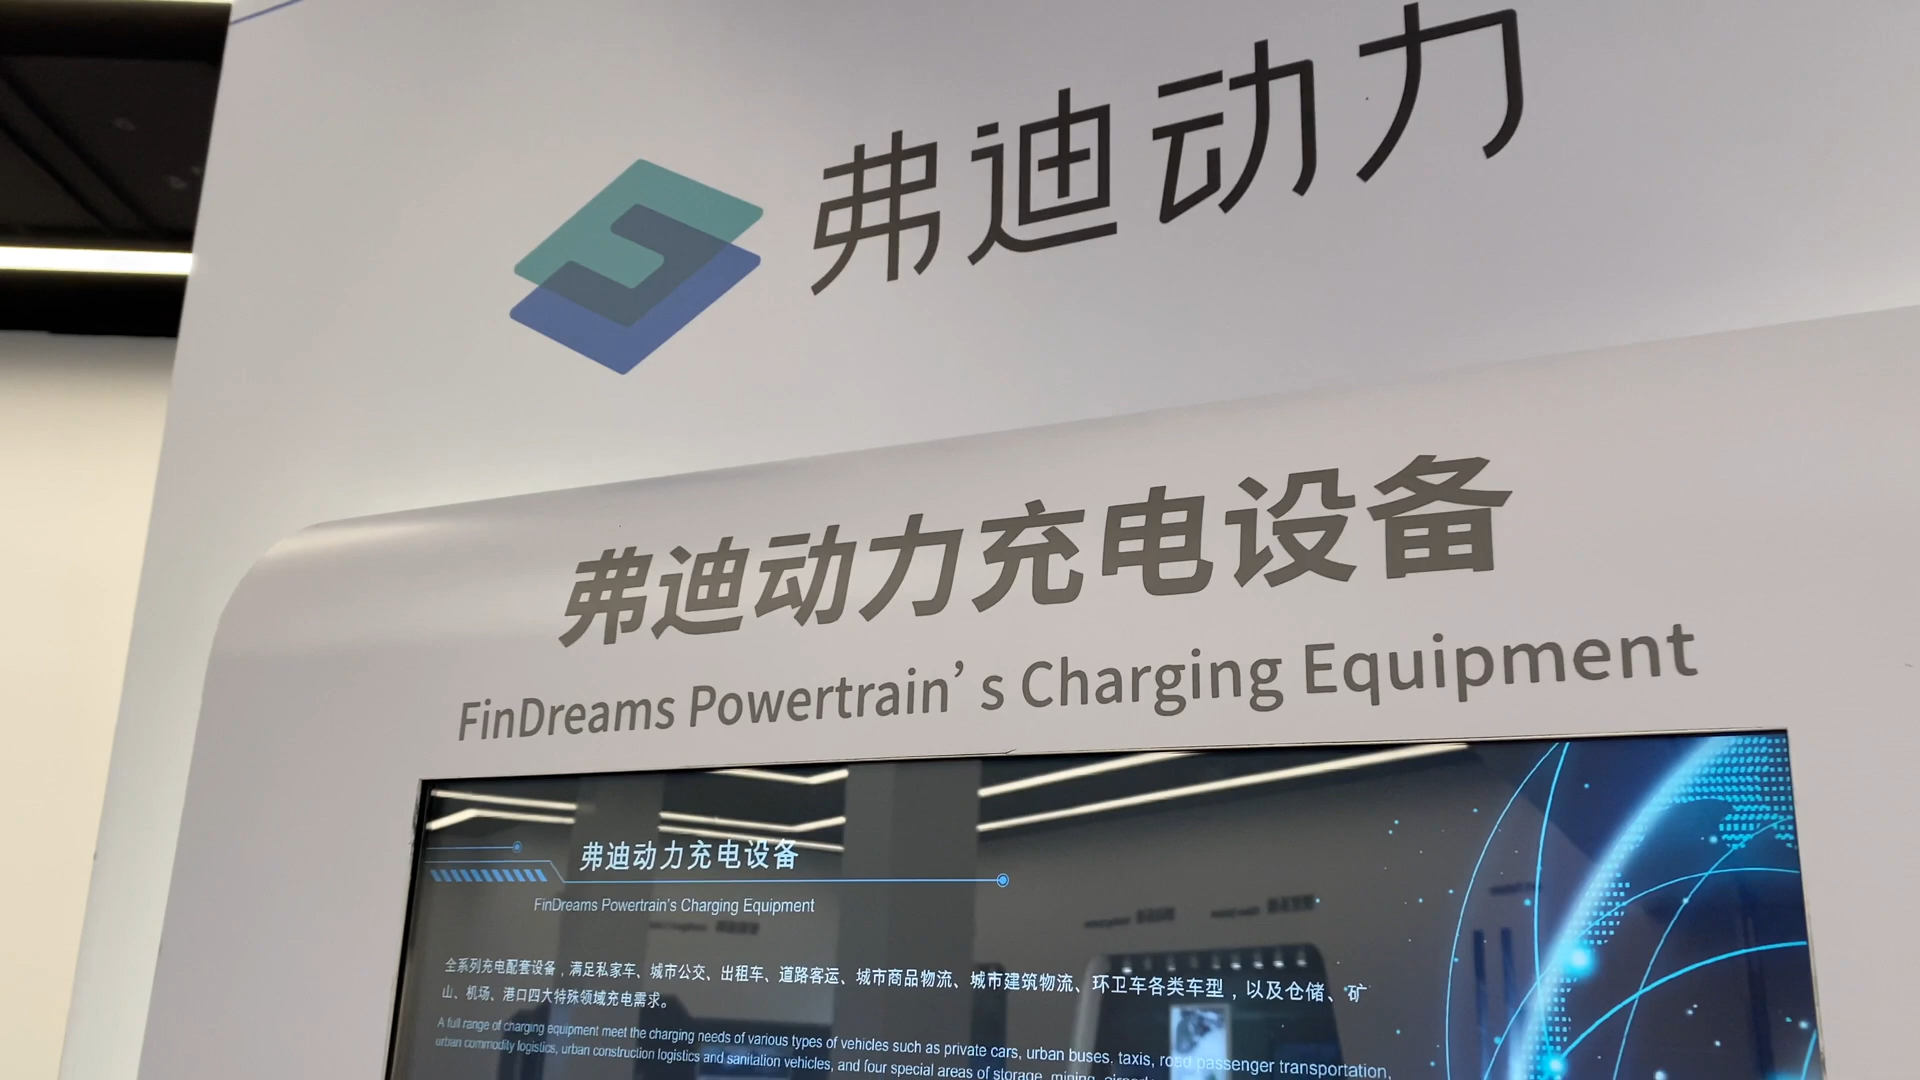 弗迪动力
弗迪动力充电设备
FinDreams Powertrain’s Charging Equipment
弗迪动力充电设备
FinDreams Powertrain's Charging Equipment
全系列充电配套设备，满足私家车、城市公交、出租车、道路客运、城市商品物流、城市建筑物流、环卫车各类车型，以及仓储、矿
山、机场、港口四大特殊领域充电需求。
A full range of charging equipment meet the charging needs of various types of vehicles such as private cars, urban buses, taxis, road passenger transportation,
urban commodity logistics, urban construction logistics and sanitation vehicles, and four special areas of storage, mining,